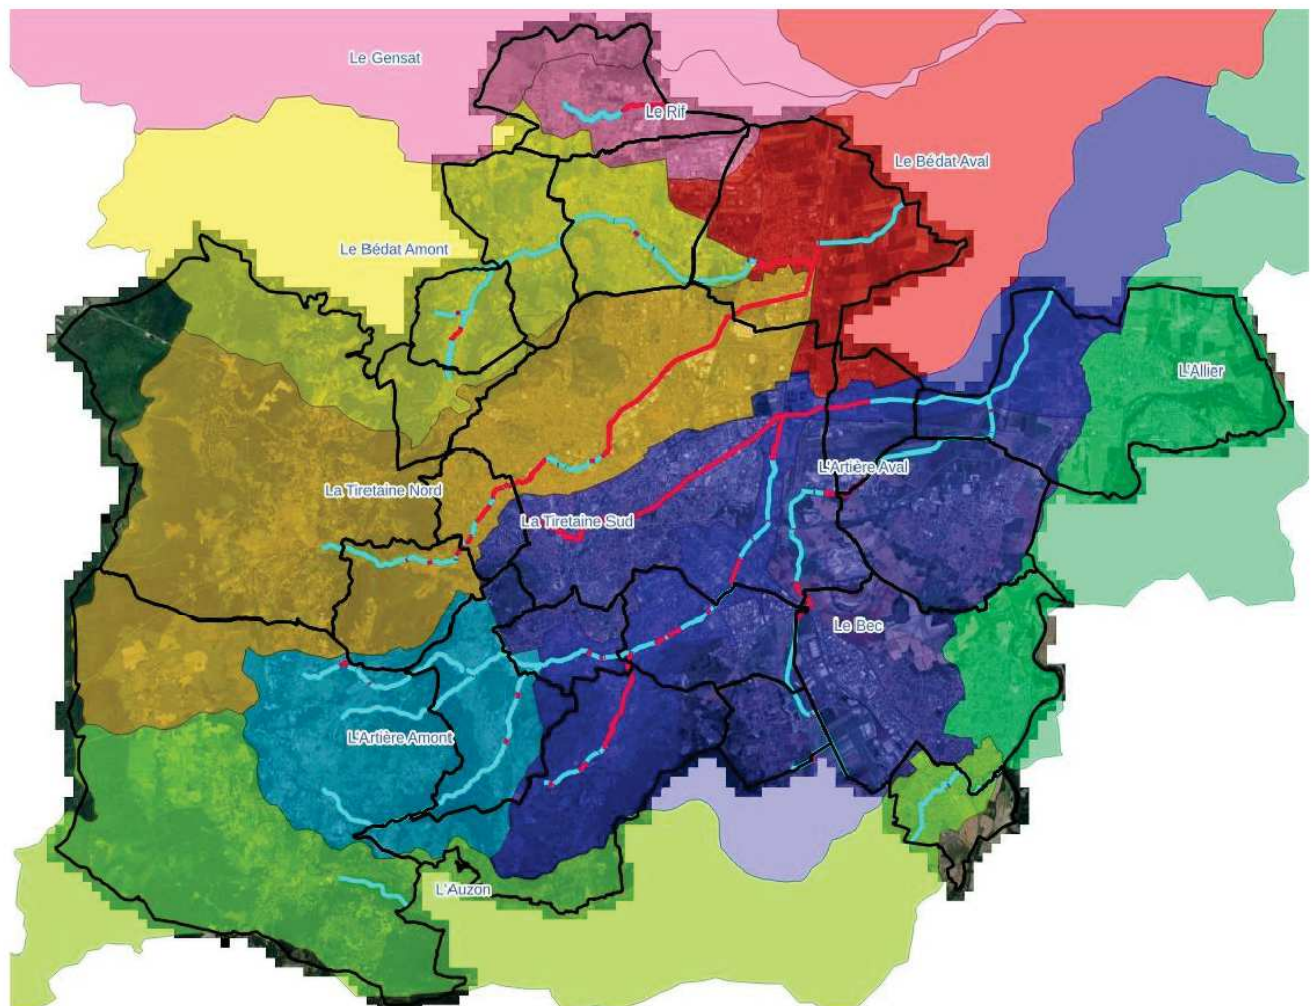 Le Gensat
Le Rif
Le Bédat Aval
Le Bédat Amont
L'Allier
L'Artière Aval
La Tiretaine Nord
La Tiretaine Sud
Le Bec
L'Artière Amont
L'Auzon